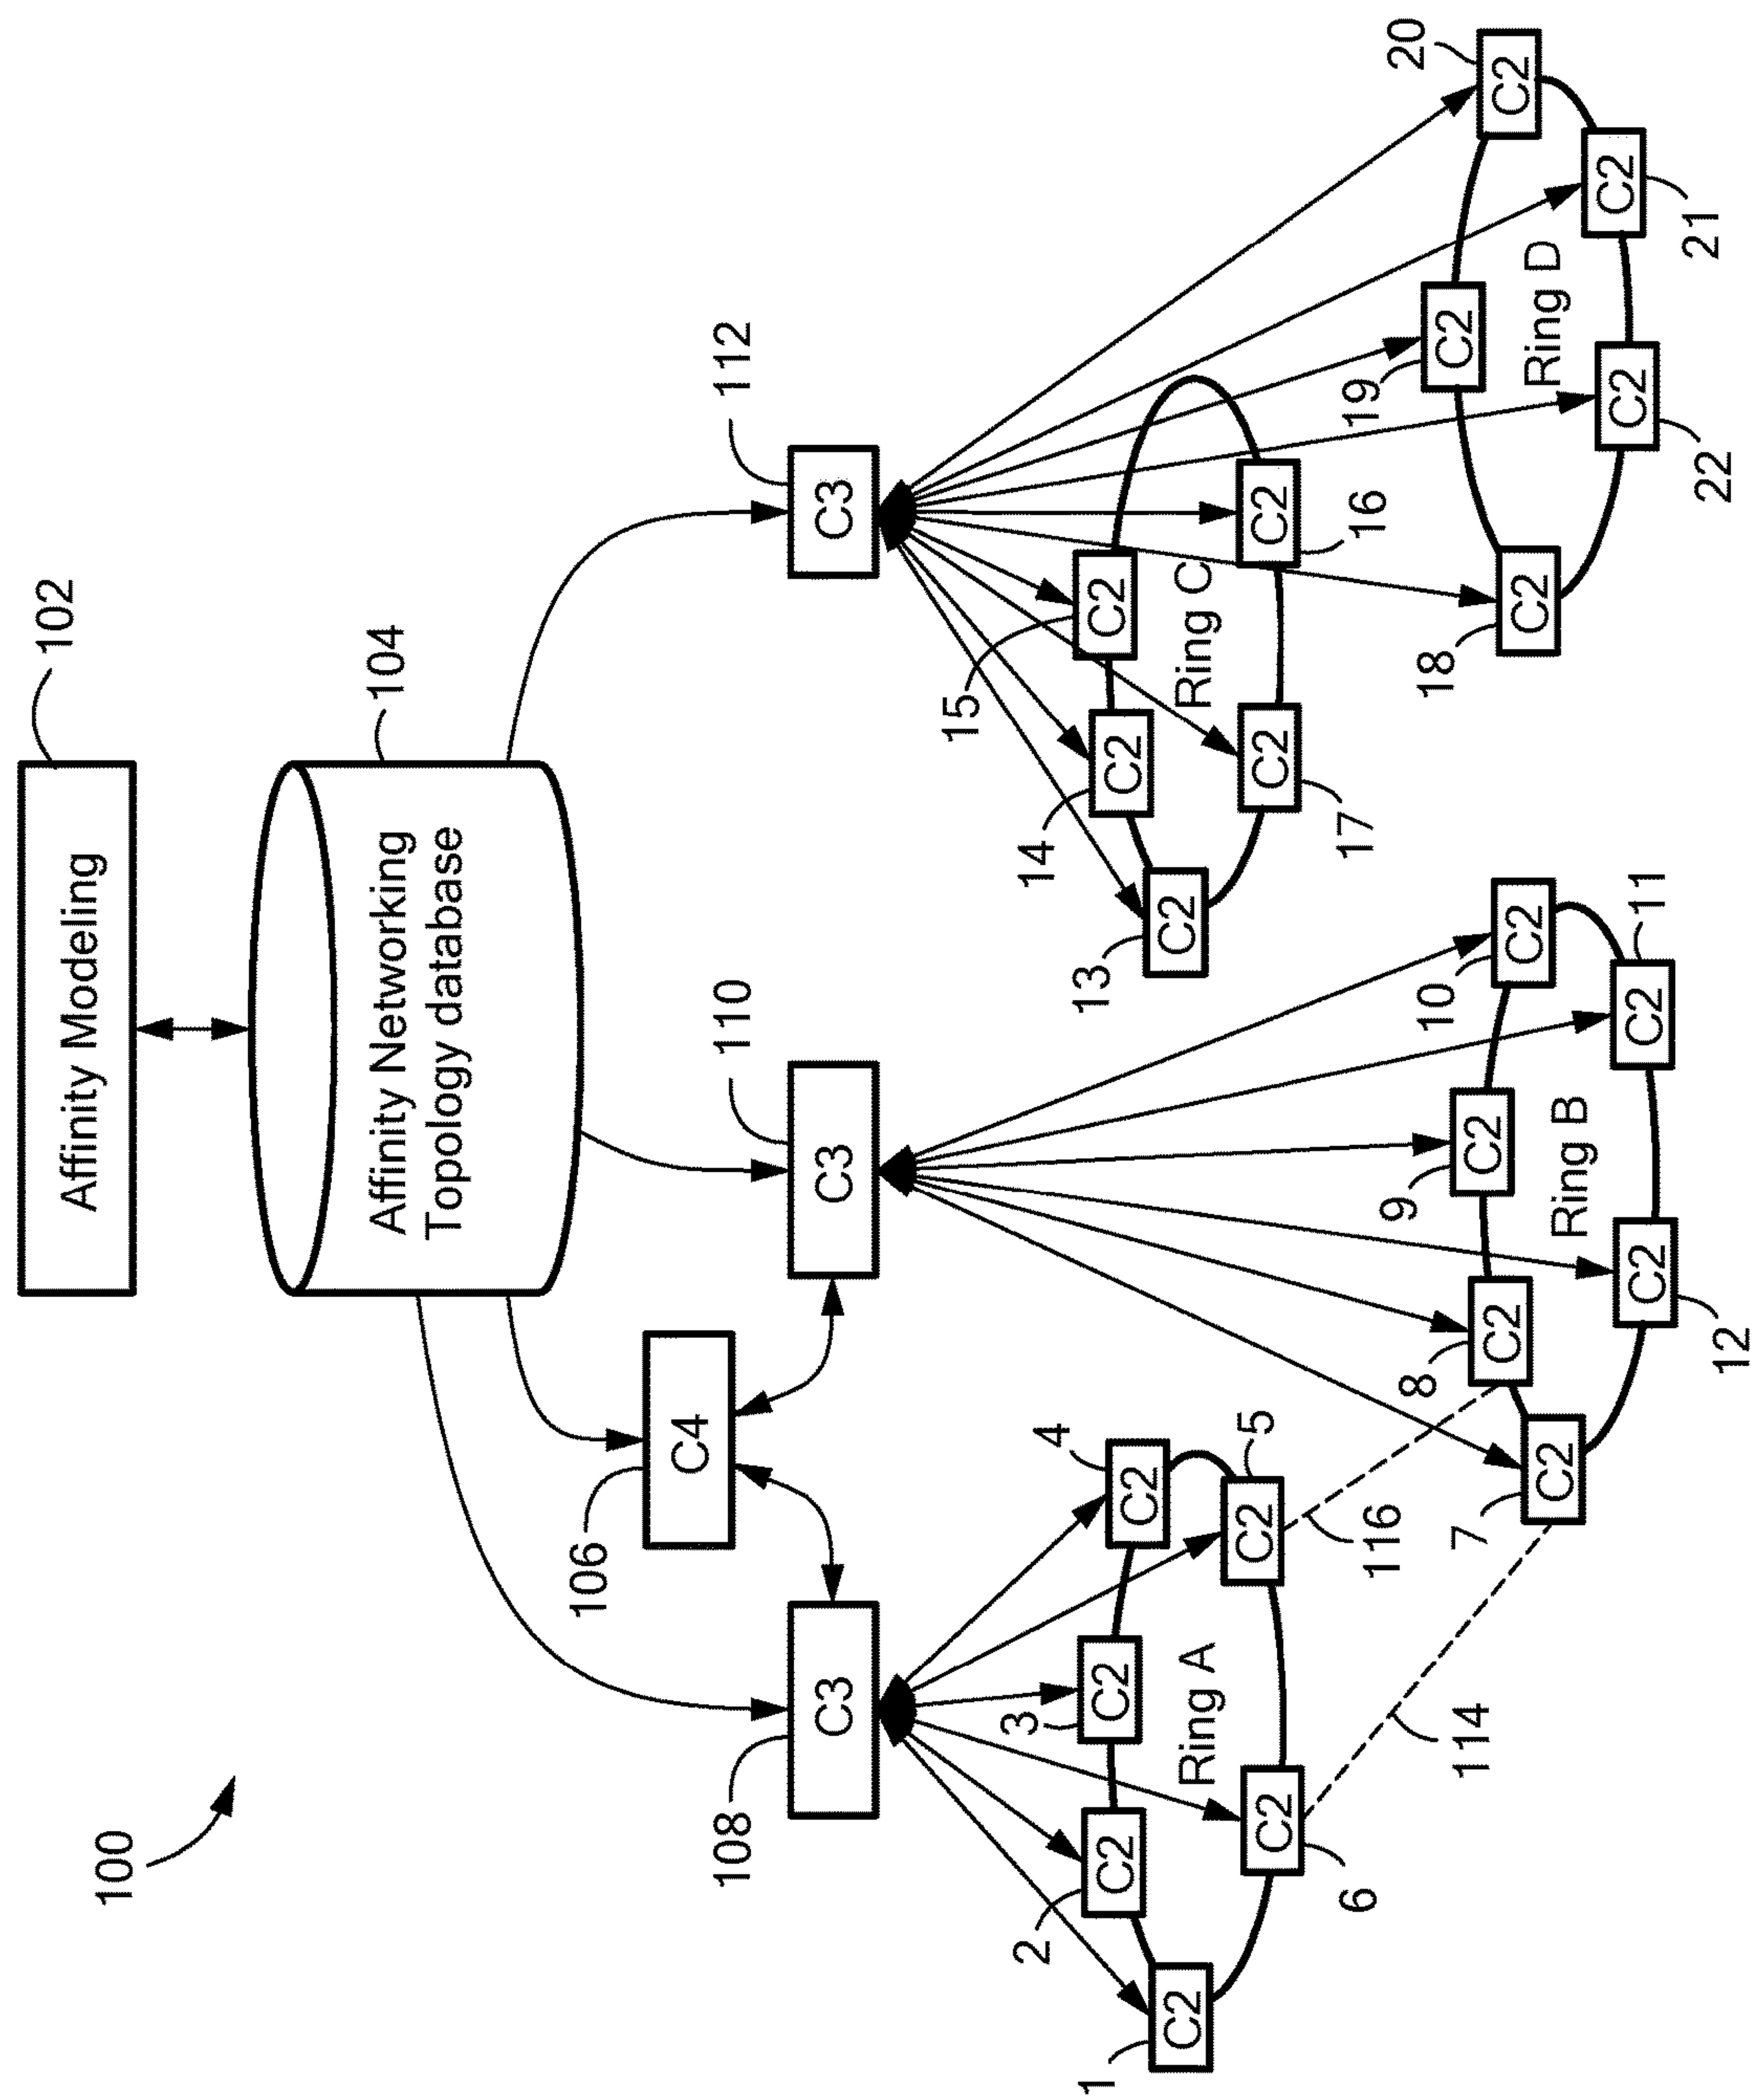 100
Affinity Modeling
102
Affinity Networking
Topology database
104
C4
106
C3
108
C3
110
C3
112
C2
1
C2
2
C2
3
C2
4
C2
5
C2
6
Ring A
114
116
C2
7
C2
8
C2
9
C2
10
C2
11
C2
12
Ring B
C2
13
C2
14
C2
15
C2
16
C2
17
Ring C
C2
18
C2
19
C2
20
C2
21
C2
22
Ring D